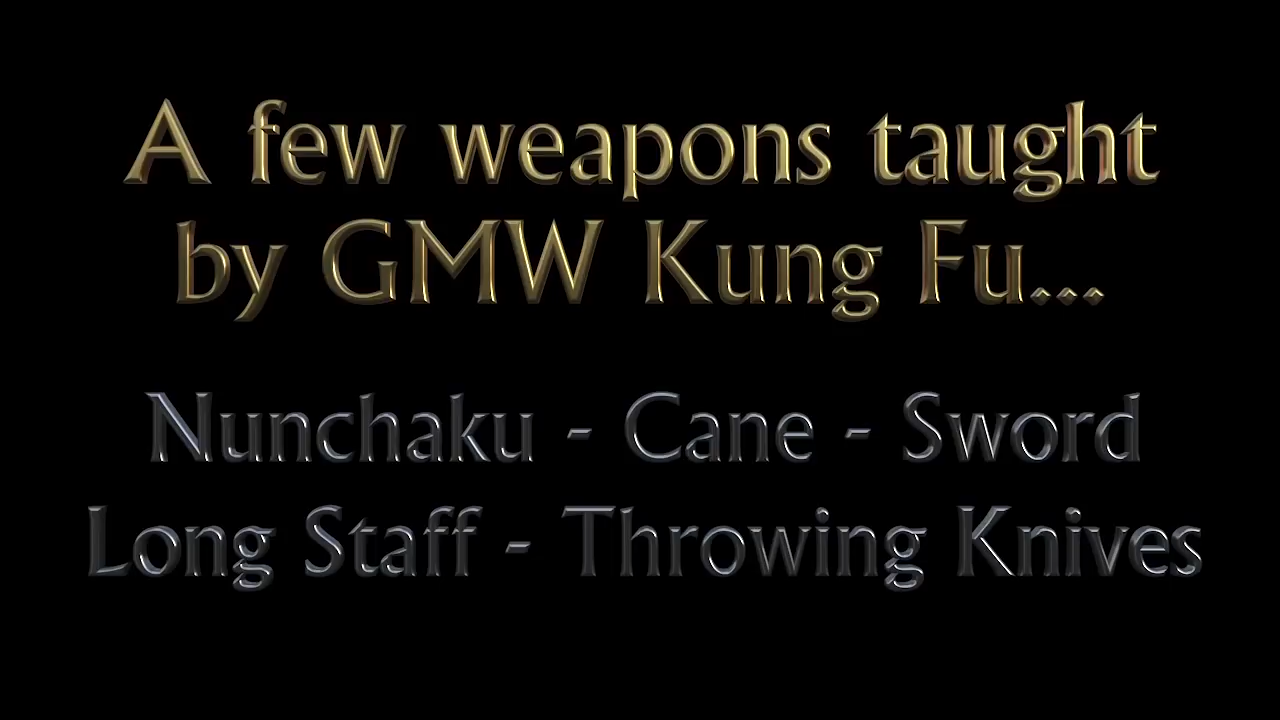 A few weapons taught
by GMW Kung Fu...
Nunchaku - Cane - Sword
Long Staff - Throwing Knives